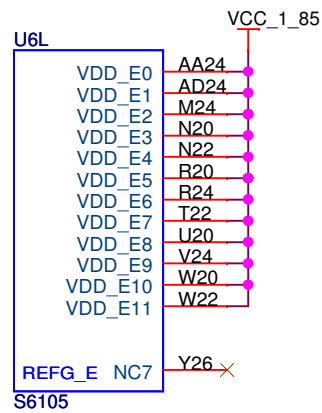 VCC_1_85
U6L
VDD_E0 AA24
VDD_E1 AD24
VDD_E2 M24
VDD_E3 N20
VDD_E4 N22
VDD_E5 R20
VDD_E6 R24
VDD_E7 T22
VDD_E8 U20
VDD_E9 V24
VDD_E10 W20
VDD_E11 W22
REFG_E NC7 Y26
S6105